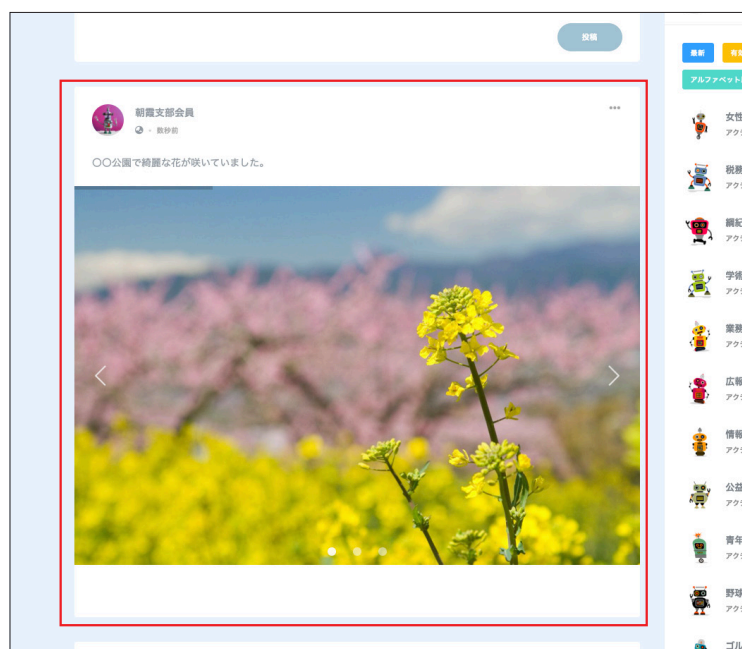 投稿
朝霞支部会員
・ 数秒前
〇〇公園で綺麗な花が咲いていました。
最新
有
アルファベット
女性
アク
税務
アク
綱紀
アク
学術
アク
業務
アク
広報
アク
情報
アク
公益
アク
青年
アク
野球
アク
ゴル